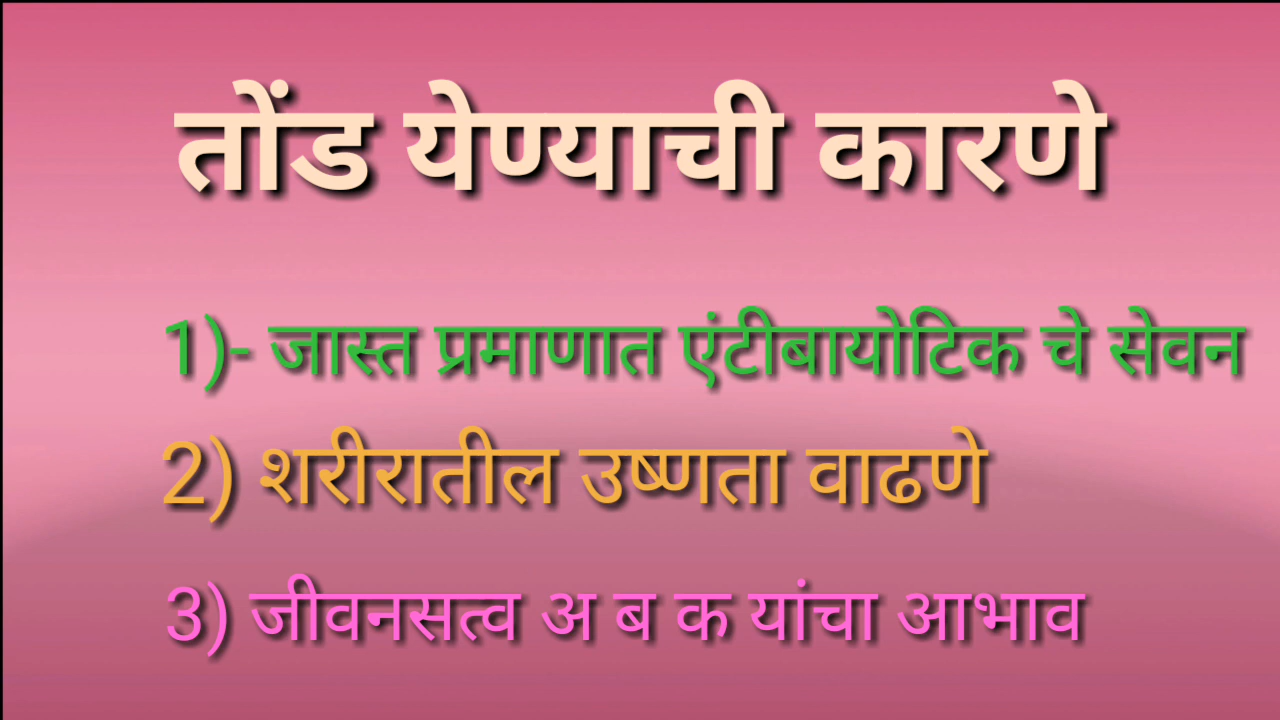 तोंड येण्याची कारणे
1)- जास्त प्रमाणात एंटीबायोटिक चे सेवन
2) शरीरातील उष्णता वाढणे
3) जीवनसत्व अ ब क यांचा आभाव